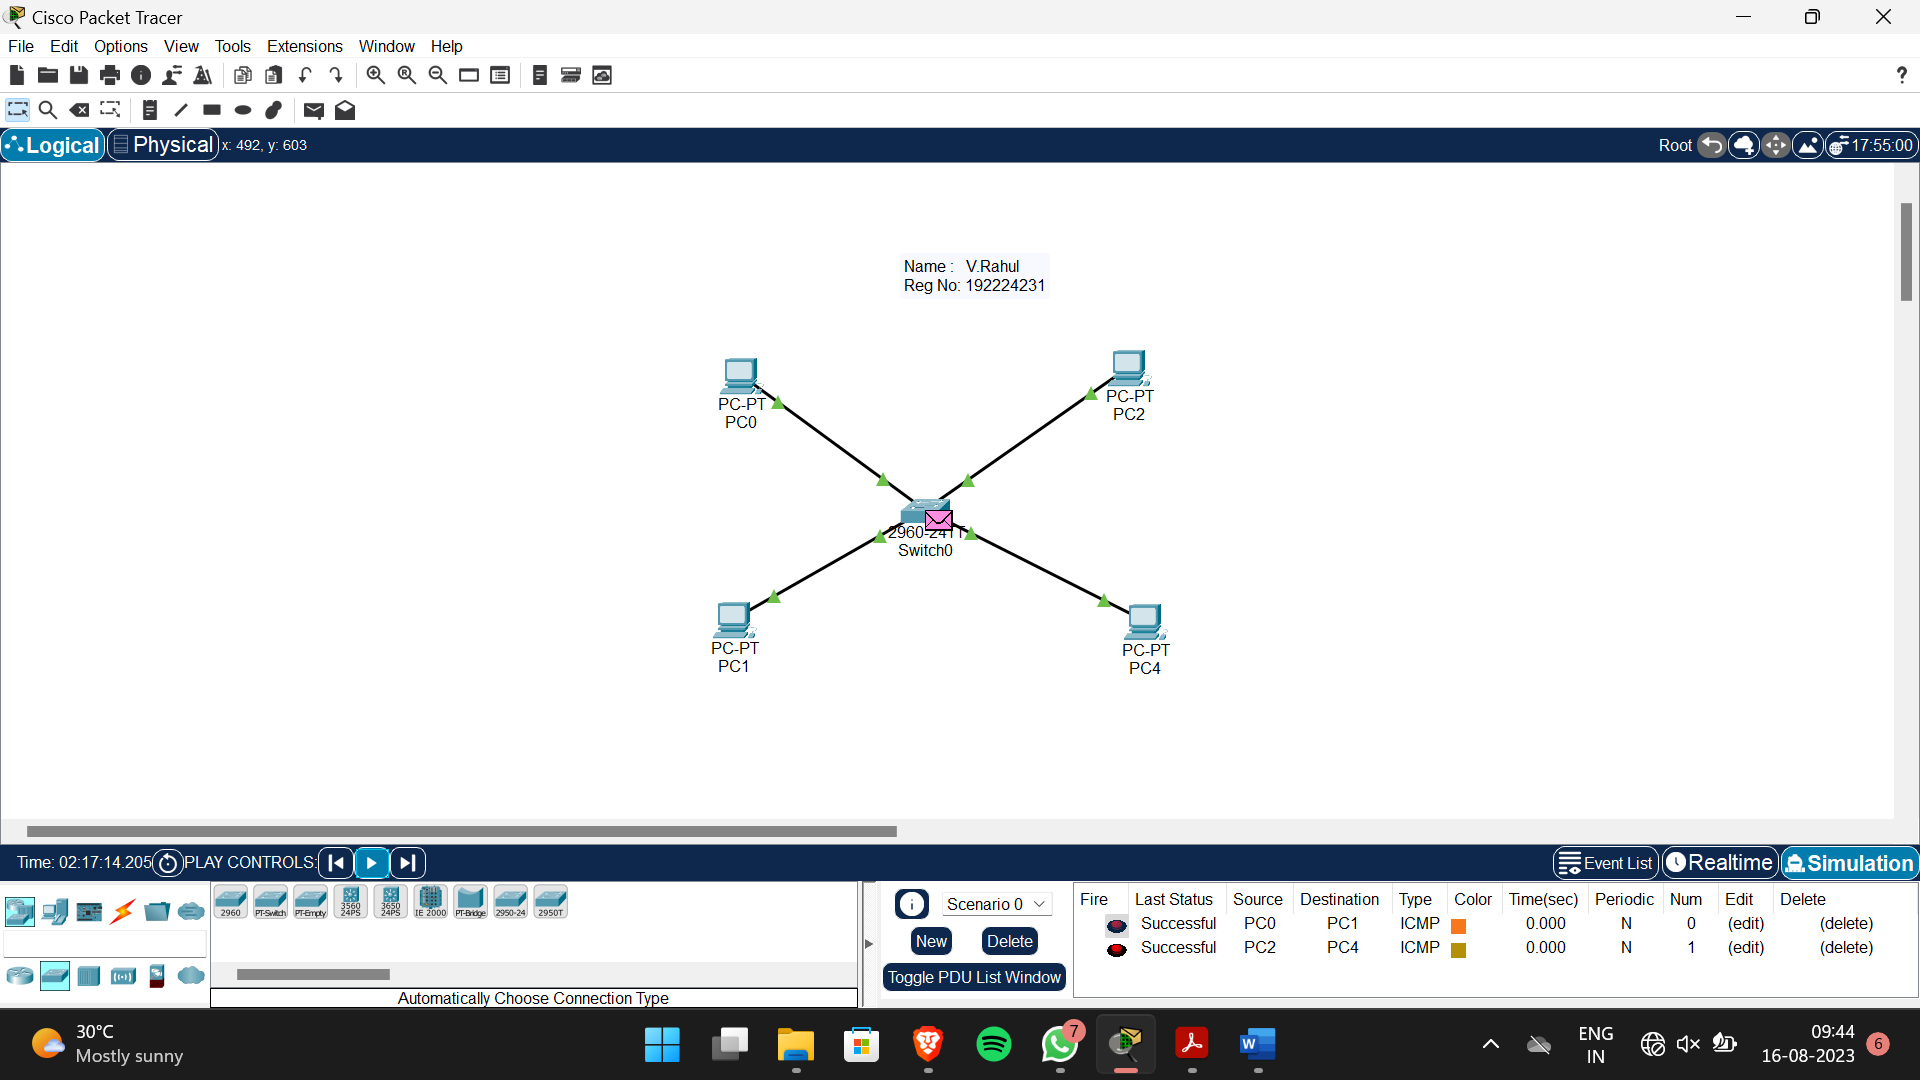 Cisco Packet Tracer
File Edit Options View Tools Extensions Window Help
?
Logical Physical x: 492, y: 603 Root 17:55:00
Name : V.Rahul
Reg No: 192224231
PC-PT
PC0
PC-PT
PC2
2960-24TT
Switch0
PC-PT
PC1
PC-PT
PC4
Time: 02:17:14.205 PLAY CONTROLS: Event List Realtime Simulation
2960 PT-Switch PT-Empty 3560 24PS 3650 24PS IE 2000 PT-Bridge 2950-24 2950T
Automatically Choose Connection Type
Scenario 0
New Delete
Toggle PDU List Window
Fire Last Status Source Destination Type Color Time(sec) Periodic Num Edit Delete
Successful PC0 PC1 ICMP 0.000 N 0 (edit) (delete)
Successful PC2 PC4 ICMP 0.000 N 1 (edit) (delete)
30°C
Mostly sunny
7
W
ENG
IN
09:44
16-08-2023
6